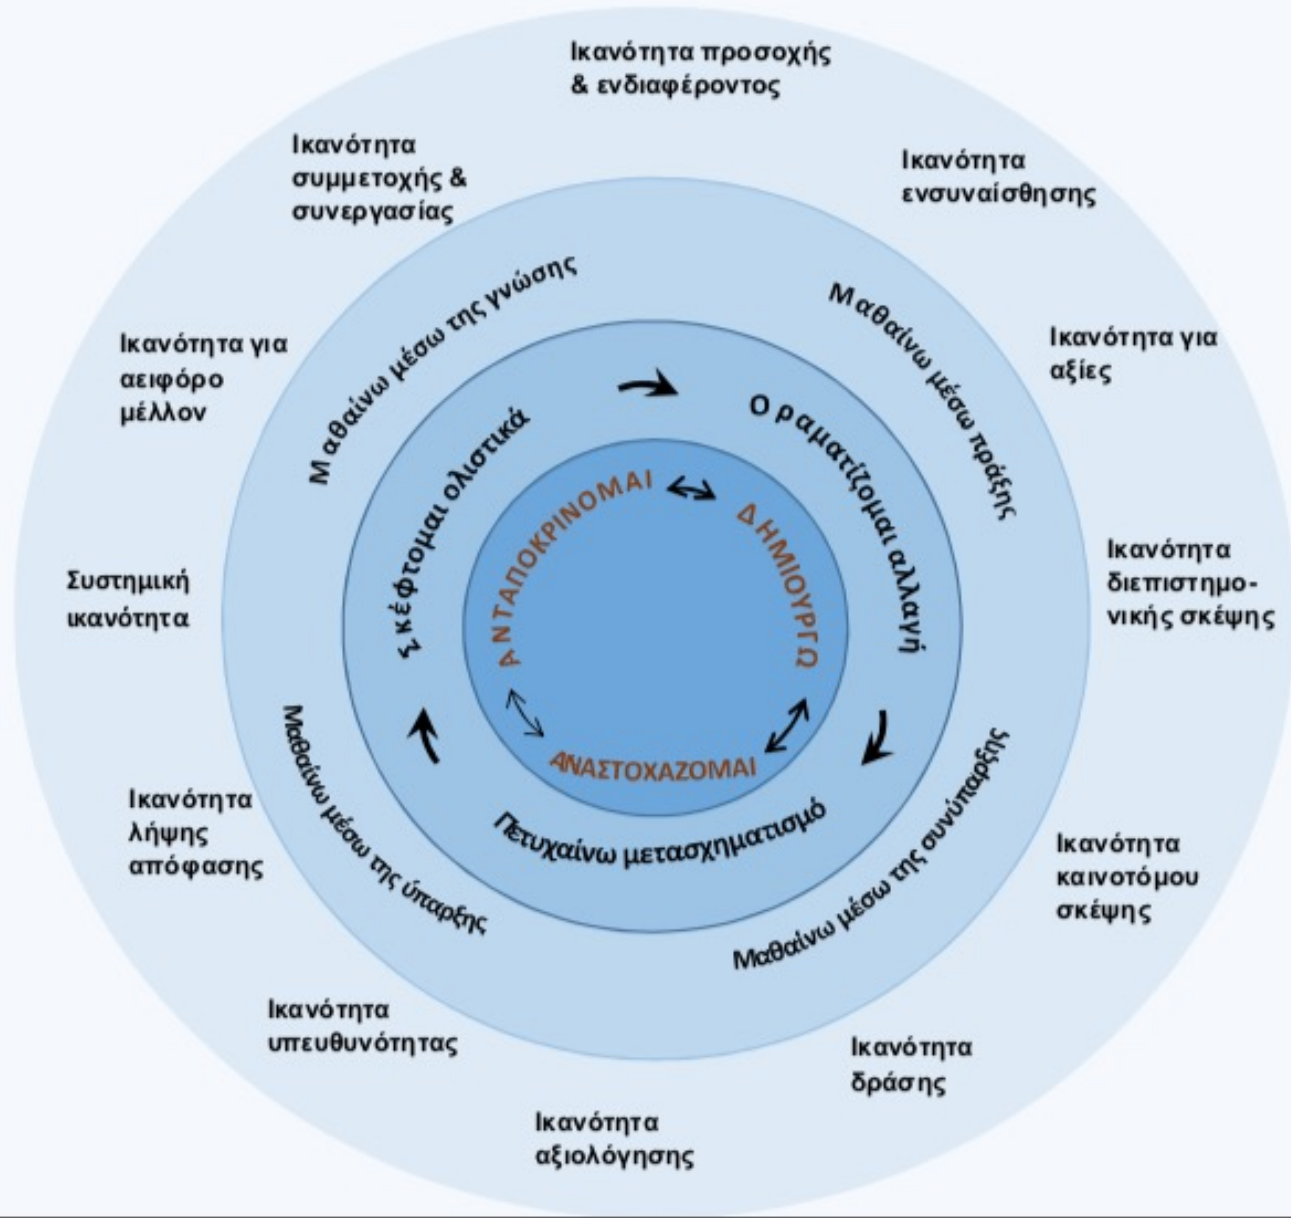 Ικανότητα προσοχής
& ενδιαφέροντος
Ικανότητα
ενσυναίσθησης
Ικανότητα για
αξίες
Ικανότητα
διεπιστημο-
νικής σκέψης
Ικανότητα
καινοτόμου
σκέψης
Ικανότητα
δράσης
Ικανότητα
αξιολόγησης
Ικανότητα
υπευθυνότητας
Ικανότητα
λήψης
απόφασης
Συστημική
ικανότητα
Ικανότητα για
αειφόρο
μέλλον
Ικανότητα
συμμετοχής &
συνεργασίας
Μαθαίνω μέσω της γνώσης
Μαθαίνω μέσω πράξης
Μαθαίνω μέσω της συνύπαρξης
Μαθαίνω μέσω της ύπαρξης
Σκέφτομαι ολιστικά
Οραματίζομαι αλλαγή
Πετυχαίνω μετασχηματισμό
ΑΝΤΑΠΟΚΡΙΝΟΜΑΙ
ΔΗΜΙΟΥΡΓΩ
ΑΝΑΣΤΟΧΑΖΟΜΑΙ